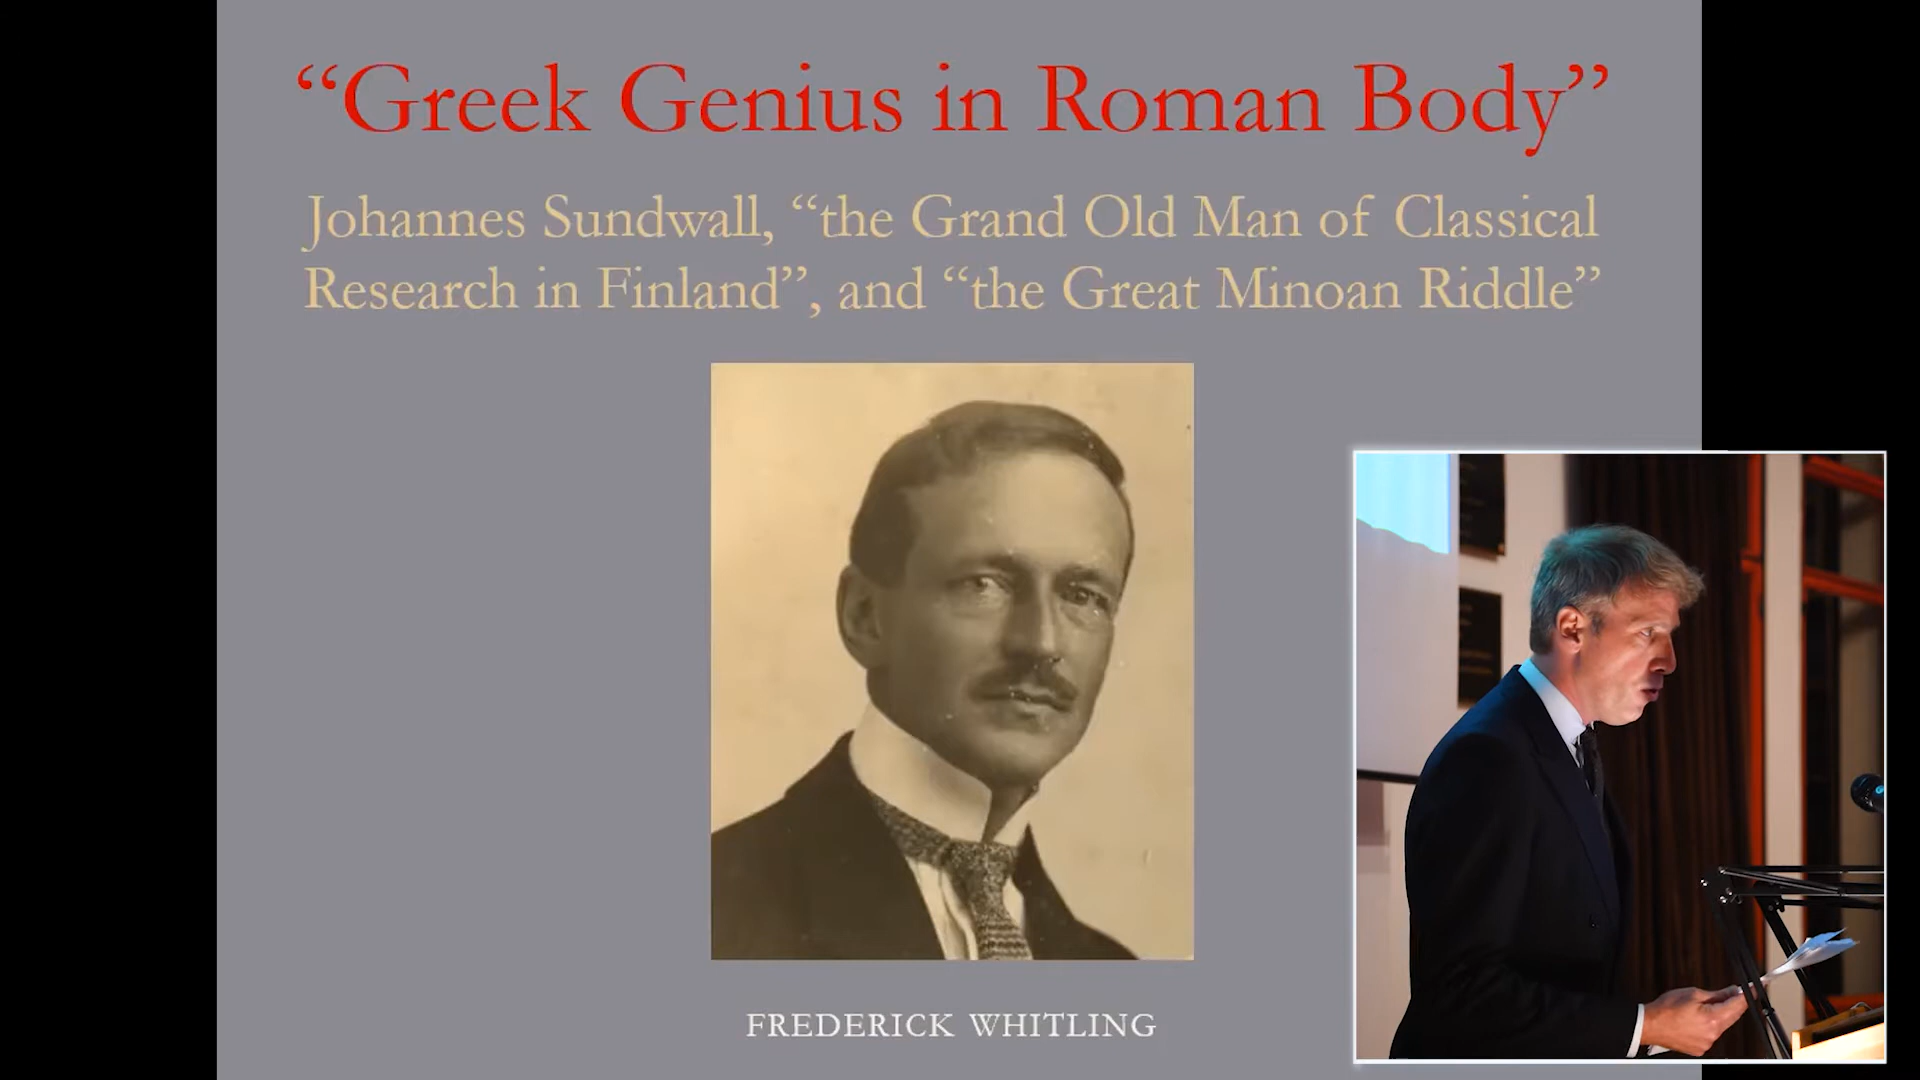 “Greek Genius in Roman Body”
Johannes Sundwall, “the Grand Old Man of Classical
Research in Finland”, and “the Great Minoan Riddle”
FREDERICK WHITLING